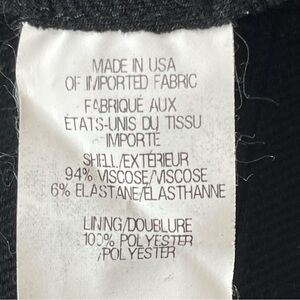 MADE IN USA
OF IMPORTED FABRIC
FABRIQUÉ AUX
ÉTATS-UNIS DU TISSU
IMPORTÉ
SHELL/EXTÉRIEUR
94% VISCOSE/VISCOSE
6% ELASTANE/ÉLASTHANNE
LINING/DOUBLURE
100% POLYESTER
/POLYESTER